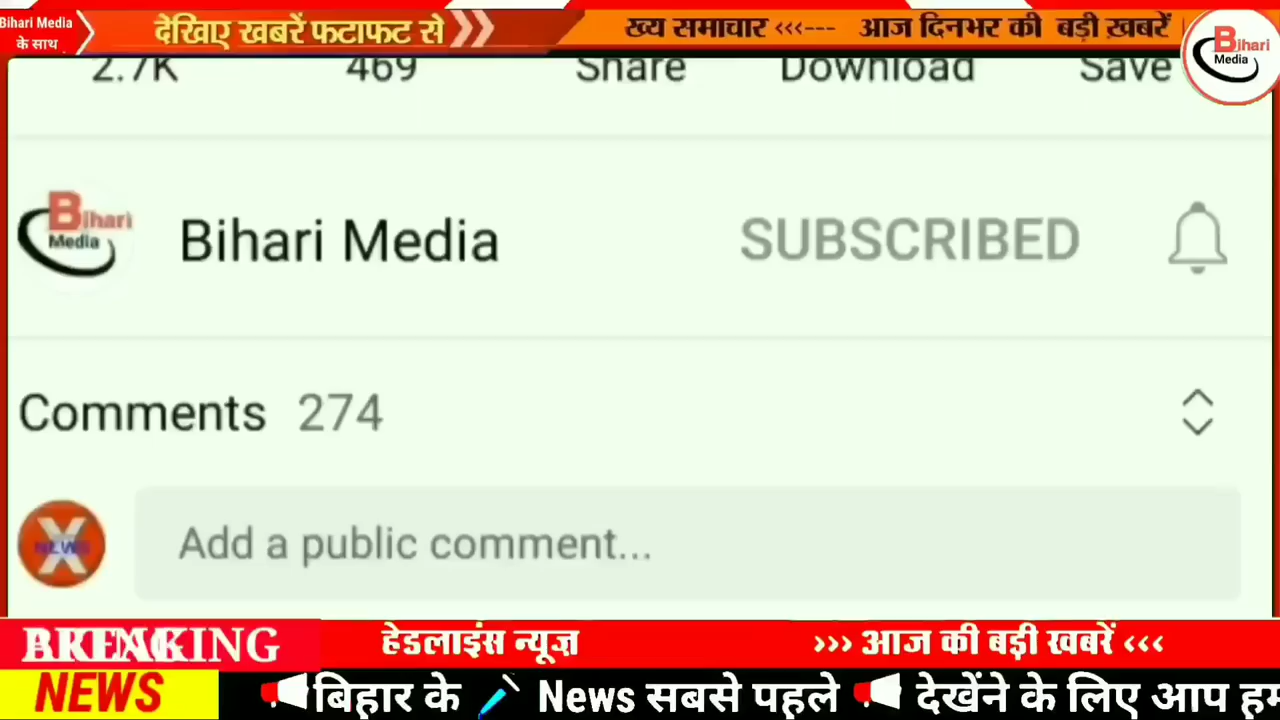 Bihari Media
के साथ
देखिए खबरें फटाफट से
ख्य समाचार <<<--- आज दिनभर की बड़ी ख़बरें
Bihari
Media
2.7K 469 Share Download Save
Bihari
Media
Bihari Media SUBSCRIBED
Comments 274
X
NEWS
Add a public comment...
BREAKING
NEWS
हेडलाइंस न्यूज़ >>> आज की बड़ी खबरें <<<
बिहार के News सबसे पहले देखेंने के लिए आप हम